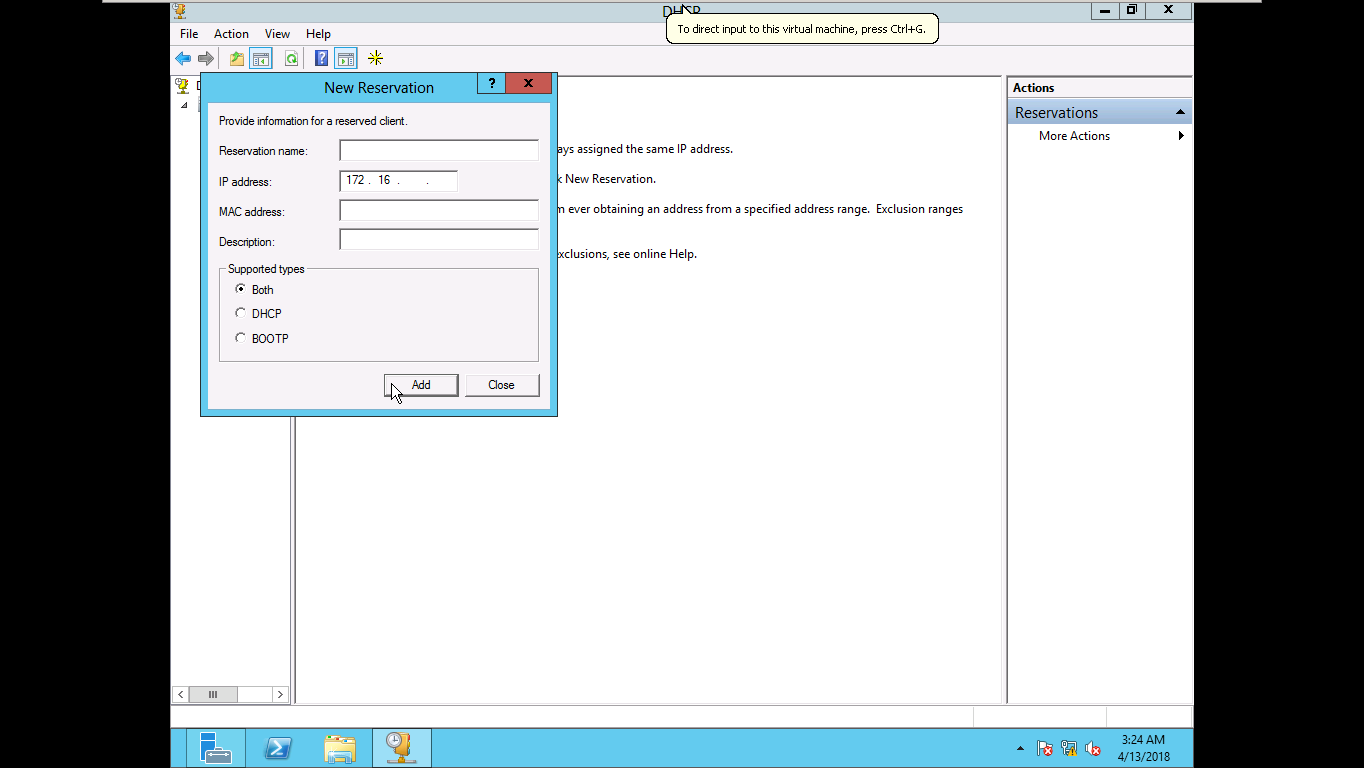 DHCP
To direct input to this virtual machine, press Ctrl+G.
File Action View Help
New Reservation
?
Provide information for a reserved client.
Reservation name:
IP address: 172 . 16 . .
MAC address:
Description:
Supported types
Both
DHCP
BOOTP
Add Close
ays assigned the same IP address.
k New Reservation.
m ever obtaining an address from a specified address range. Exclusion ranges
xclusions, see online Help.
Actions
Reservations
More Actions
3:24 AM
4/13/2018